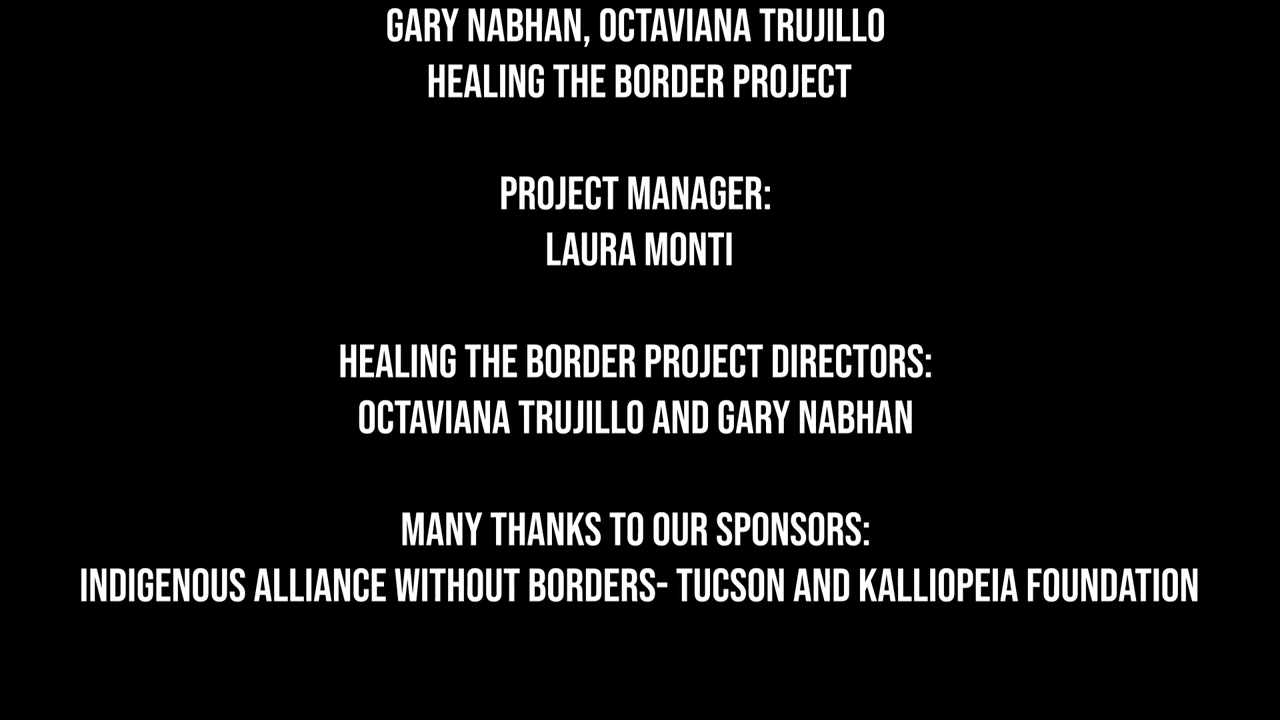 GARY NABHAN, OCTAVIANA TRUJILLO
HEALING THE BORDER PROJECT
PROJECT MANAGER:
LAURA MONTI
HEALING THE BORDER PROJECT DIRECTORS:
OCTAVIANA TRUJILLO AND GARY NABHAN
MANY THANKS TO OUR SPONSORS:
INDIGENOUS ALLIANCE WITHOUT BORDERS- TUCSON AND KALLIOPEIA FOUNDATION